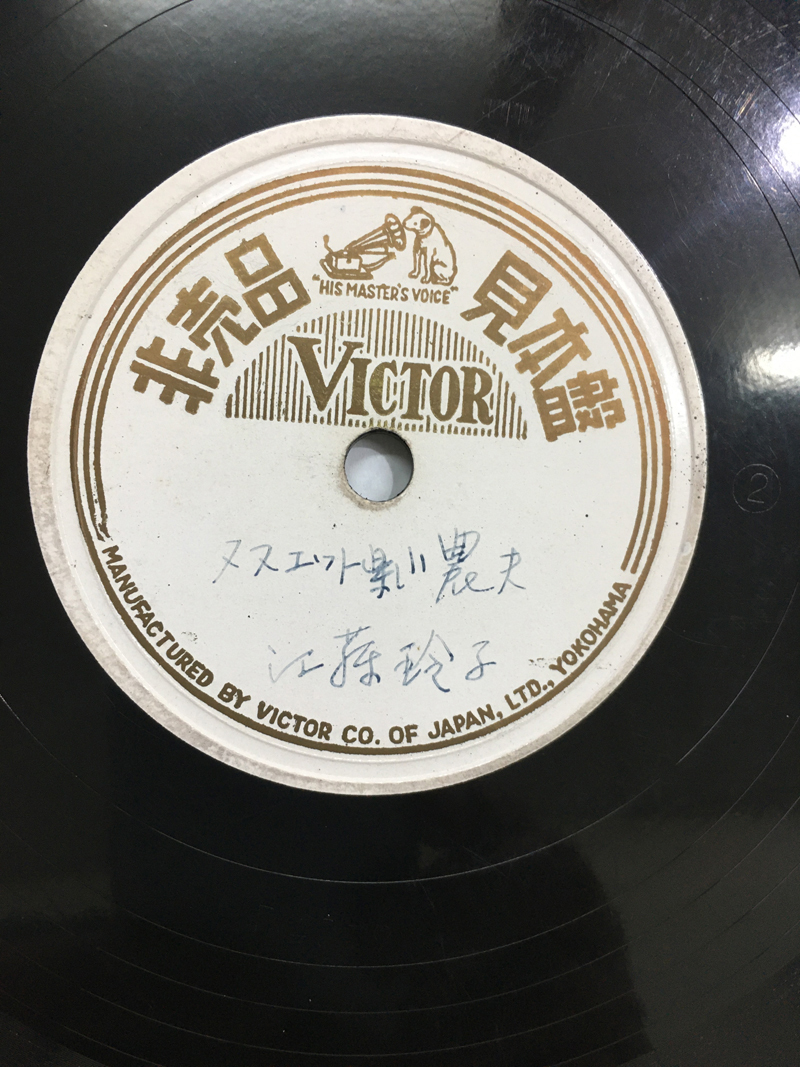 非売品
"HIS MASTER'S VOICE"
見本盤
VICTOR
メヌエット楽しい農夫
江藤玲子
MANUFACTURED BY VICTOR CO. OF JAPAN, LTD., YOKOHAMA
2